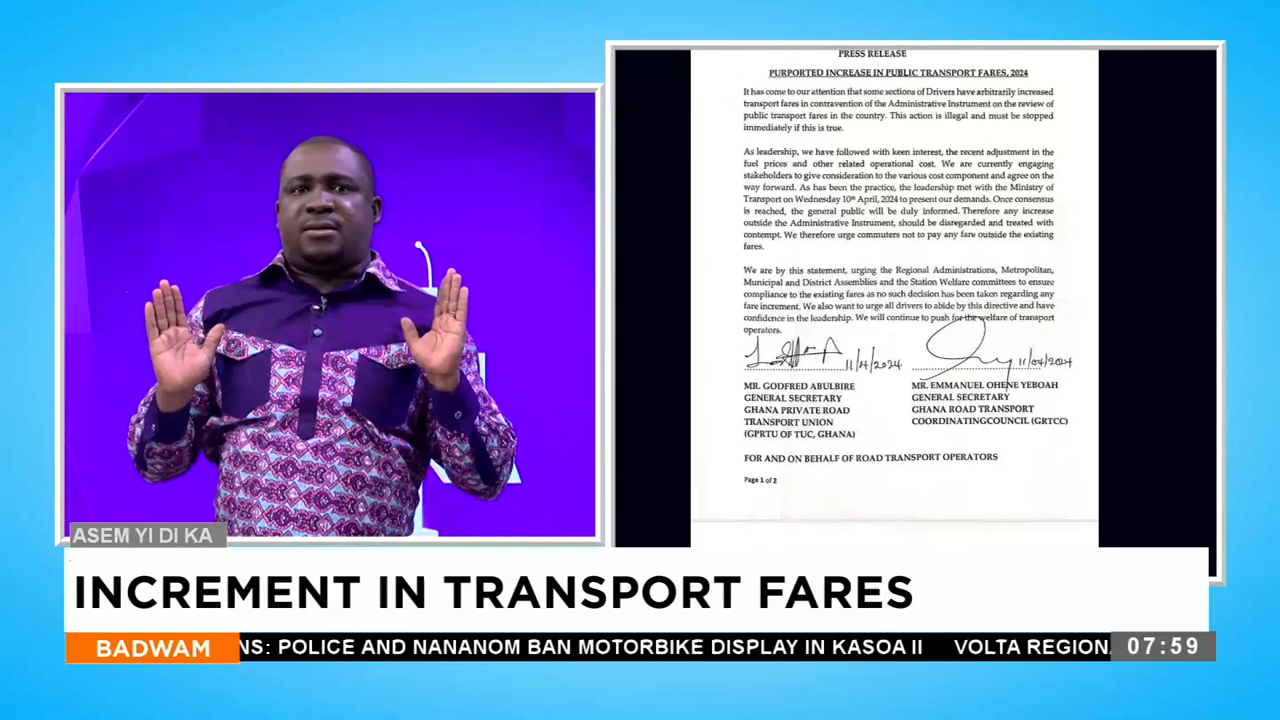 PRESS RELEASE
PURPORTED INCREASE IN PUBLIC TRANSPORT FARES, 2024
It has come to our attention that some sections of Drivers have arbitrarily increased
transport fares in contravention of the Administrative Instrument on the review of
public transport fares in the country. This action is illegal and must be stopped
immediately if this is true.
As leadership, we have followed with keen interest, the recent adjustment in the
fuel prices and other related operational cost. We are currently engaging
stakeholders to give consideration to the various cost component and agree on the
way forward. As has been the practice, the leadership met with the Ministry of
Transport on Wednesday 10th April, 2024 to present our demands. Once consensus
is reached, the general public will be duly informed. Therefore any increase
outside the Administrative Instrument, should be disregarded and treated with
contempt. We therefore urge commuters not to pay any fare outside the existing
fares.
We are by this statement, urging the Regional Administrations, Metropolitan,
Municipal and District Assemblies and the Station Welfare committees to ensure
compliance to the existing fares as no such decision has been taken regarding any
fare increment. We also want to urge all drivers to abide by this directive and have
confidence in the leadership. We will continue to push for the welfare of transport
operators.
11/4/2024
MR. GODFRED ABULBIRE
GENERAL SECRETARY
GHANA PRIVATE ROAD
TRANSPORT UNION
(GPRTU OF TUC, GHANA)
11/04/2024
MR. EMMANUEL OHENE YEBOAH
GENERAL SECRETARY
GHANA ROAD TRANSPORT
COORDINATINGCOUNCIL (GRTCC)
FOR AND ON BEHALF OF ROAD TRANSPORT OPERATORS
Page 1 of 2
ASEM YI DI KA
INCREMENT IN TRANSPORT FARES
BADWAM
NS: POLICE AND NANANOM BAN MOTORBIKE DISPLAY IN KASOA II VOLTA REGION
07:59